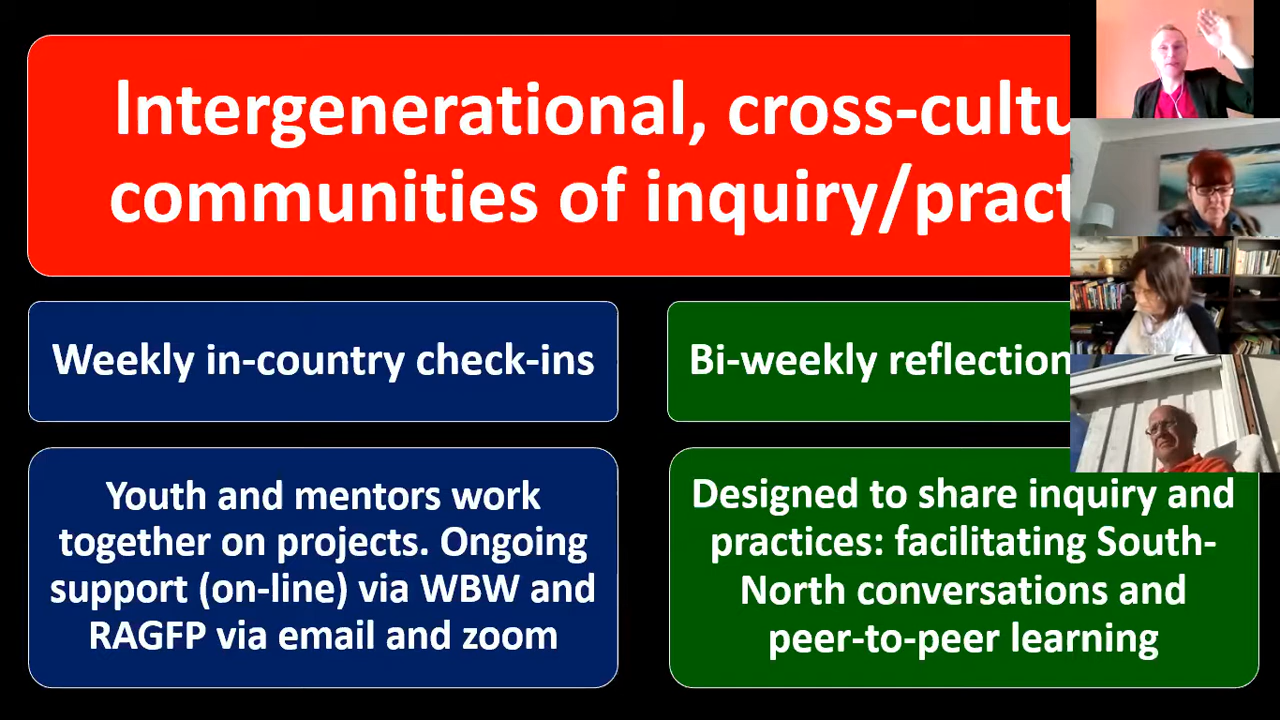 Intergenerational, cross-cultu
communities of inquiry/pract
Weekly in-country check-ins
Bi-weekly reflection
Youth and mentors work
together on projects. Ongoing
support (on-line) via WBW and
RAGFP via email and zoom
Designed to share inquiry and
practices: facilitating South-
North conversations and
peer-to-peer learning